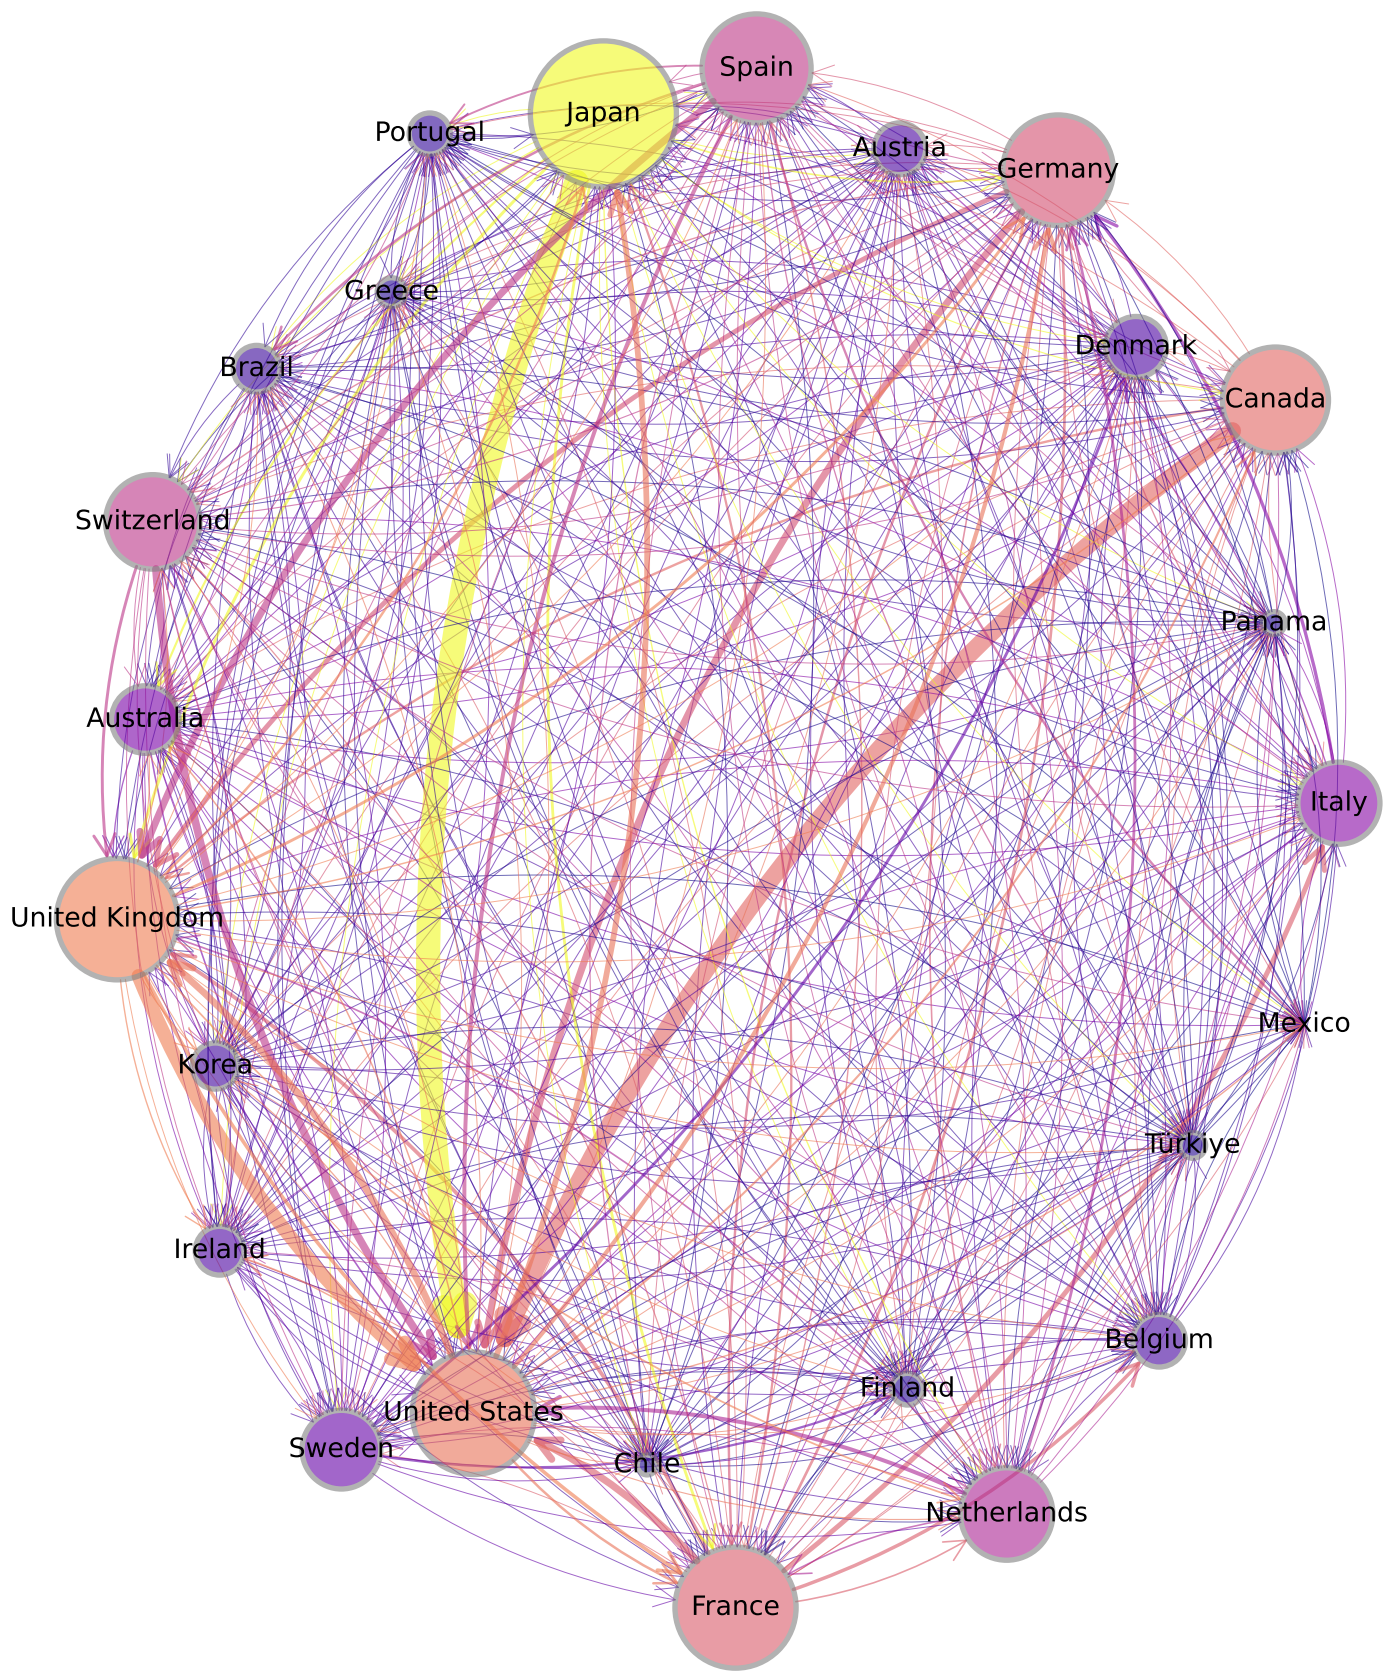 Spain
Japan
Portugal
Austria
Germany
Greece
Denmark
Brazil
Canada
Switzerland
Panama
Australia
Italy
United Kingdom
Mexico
Korea
Türkiye
Ireland
Belgium
Finland
United States
Sweden
Chile
Netherlands
France